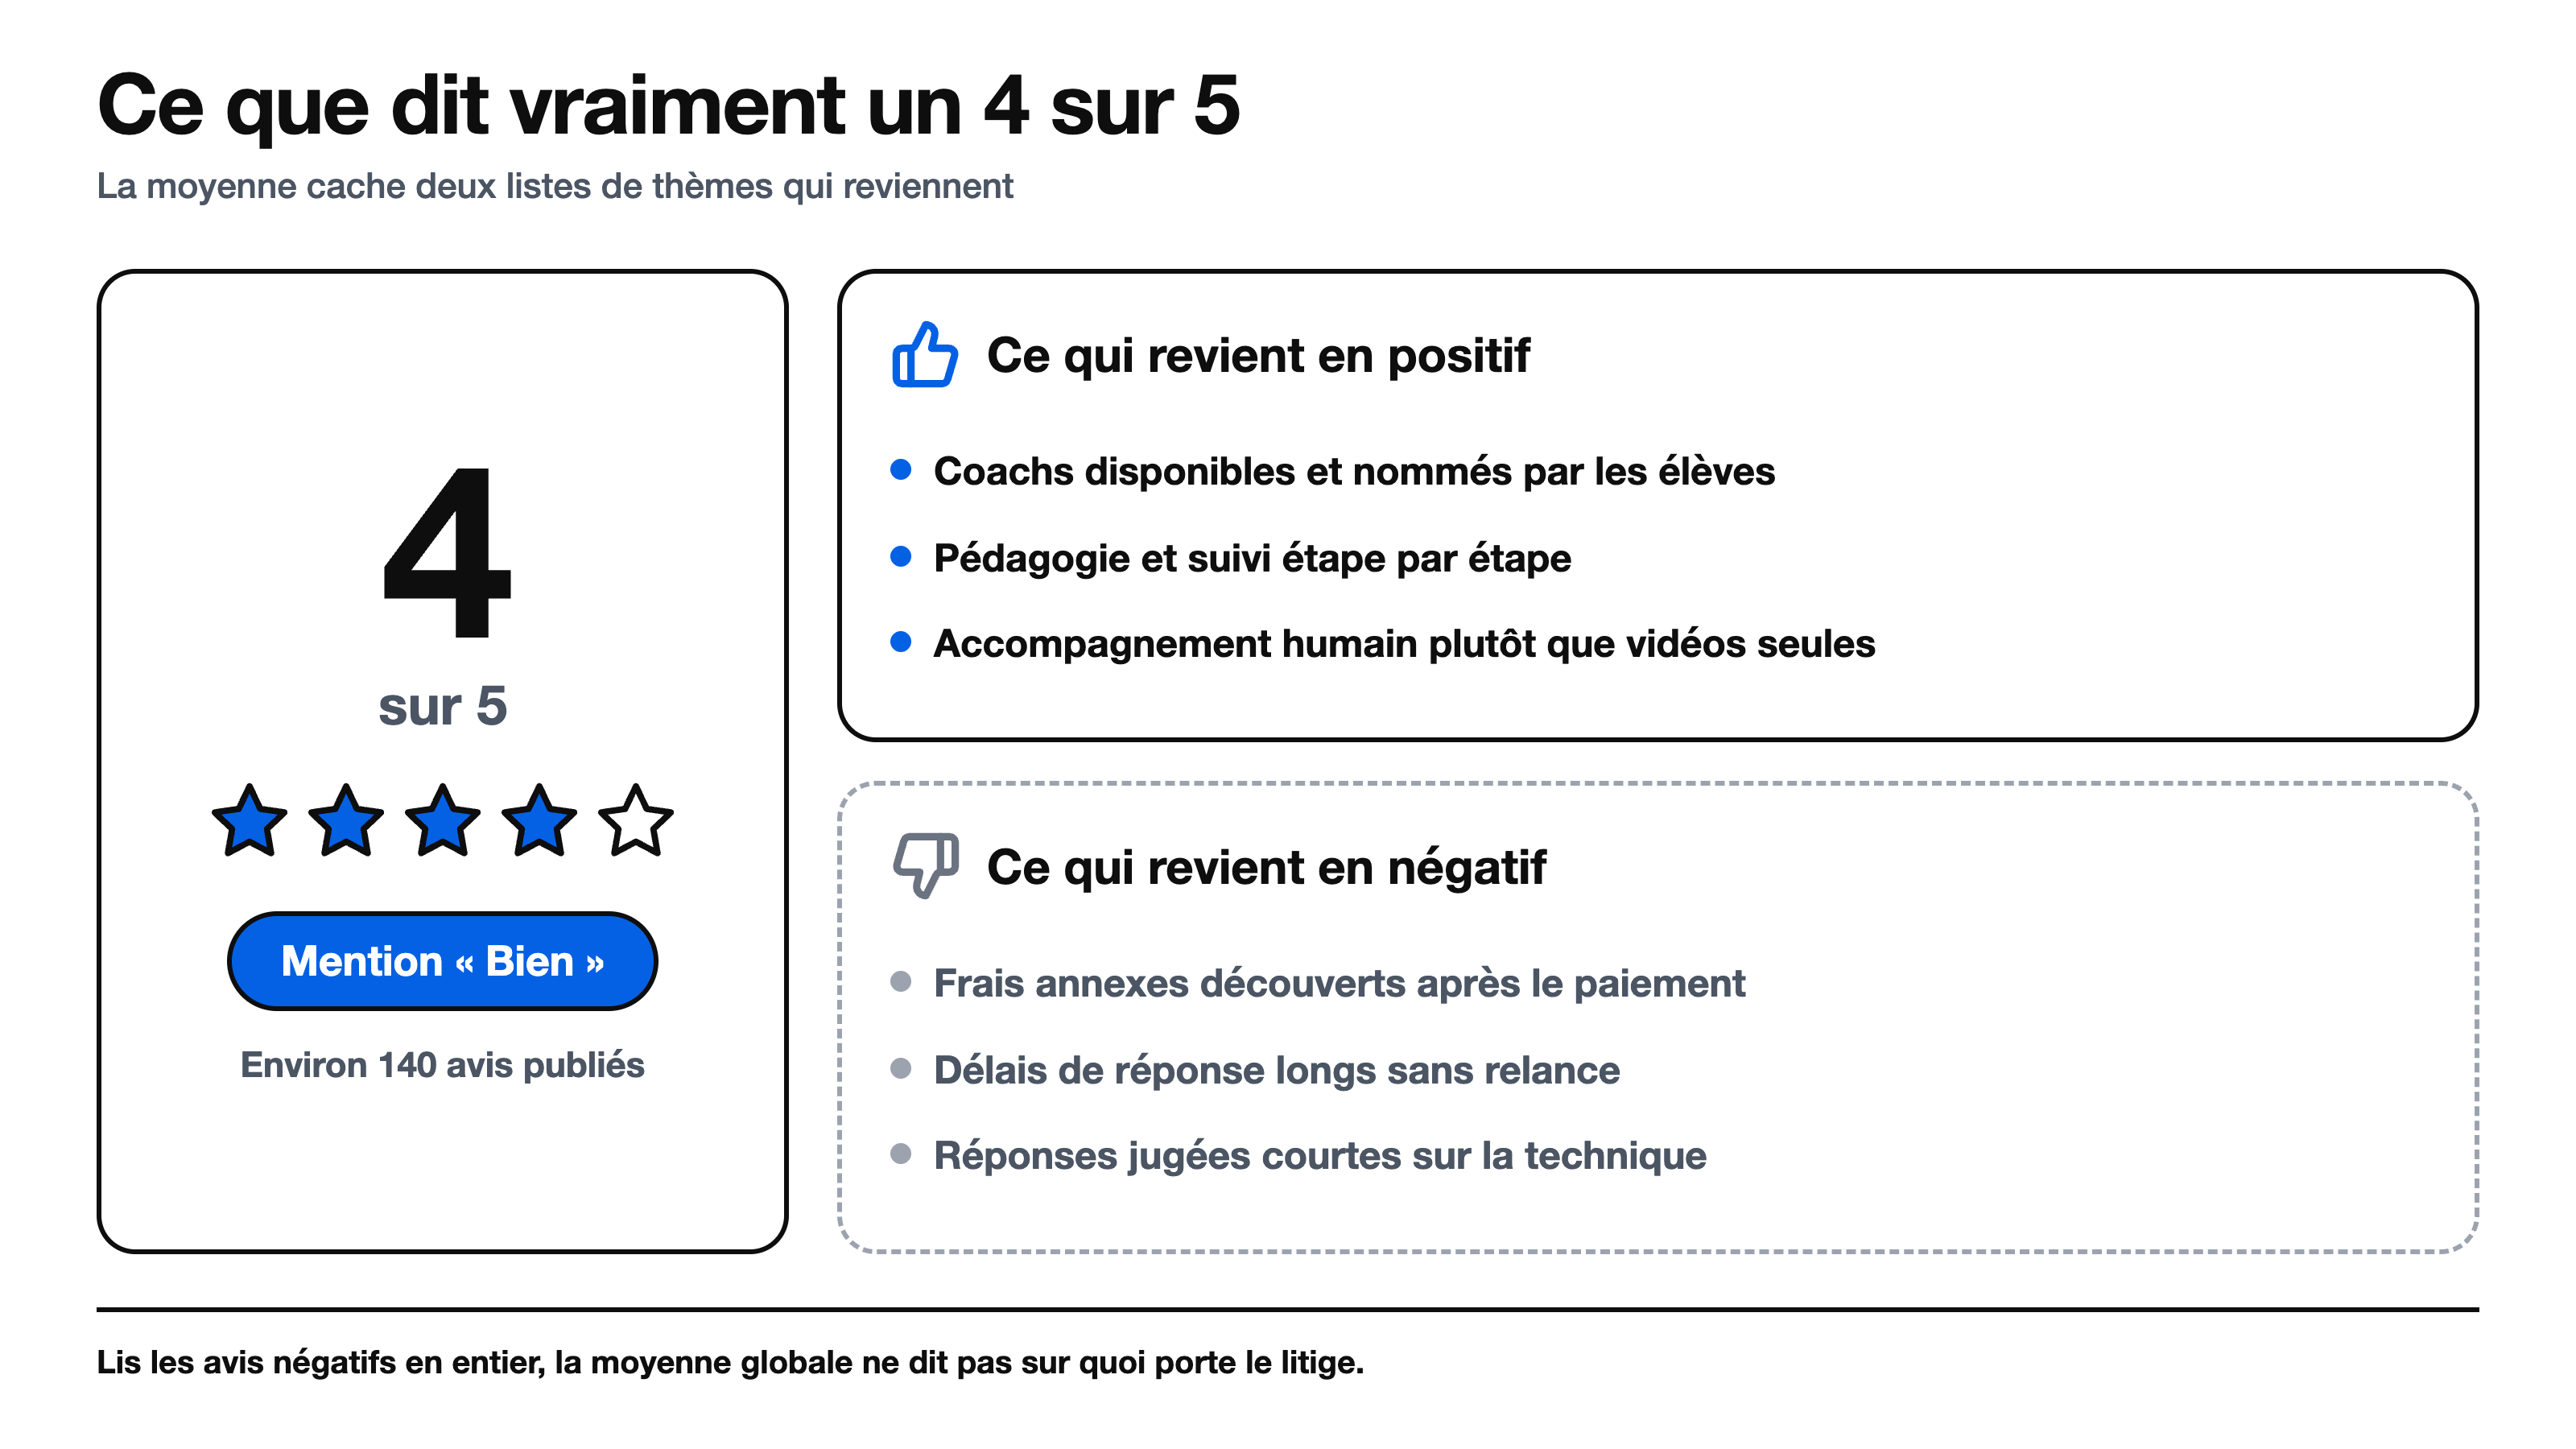 Ce que dit vraiment un 4 sur 5
La moyenne cache deux listes de thèmes qui reviennent
4
sur 5
Mention « Bien »
Environ 140 avis publiés
Ce qui revient en positif
Coachs disponibles et nommés par les élèves
Pédagogie et suivi étape par étape
Accompagnement humain plutôt que vidéos seules
Ce qui revient en négatif
Frais annexes découverts après le paiement
Délais de réponse longs sans relance
Réponses jugées courtes sur la technique
Lis les avis négatifs en entier, la moyenne globale ne dit pas sur quoi porte le litige.